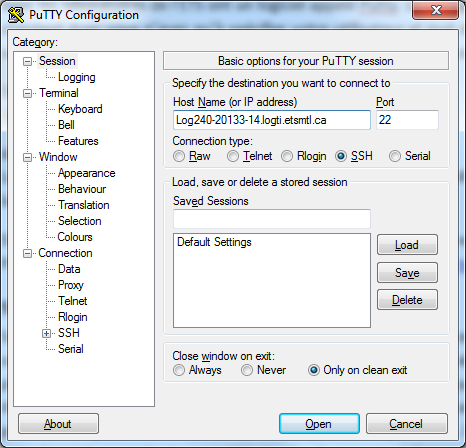 PuTTY Configuration
Category:
Session
Logging
Terminal
Keyboard
Bell
Features
Window
Appearance
Behaviour
Translation
Selection
Colours
Connection
Data
Proxy
Telnet
Rlogin
SSH
Serial
Basic options for your PuTTY session
Specify the destination you want to connect to
Host Name (or IP address) Port
Log240-20133-14.logti.etsmtl.ca 22
Connection type:
Raw Telnet Rlogin SSH Serial
Load, save or delete a stored session
Saved Sessions
Default Settings
Load
Save
Delete
Close window on exit:
Always Never Only on clean exit
About Open Cancel